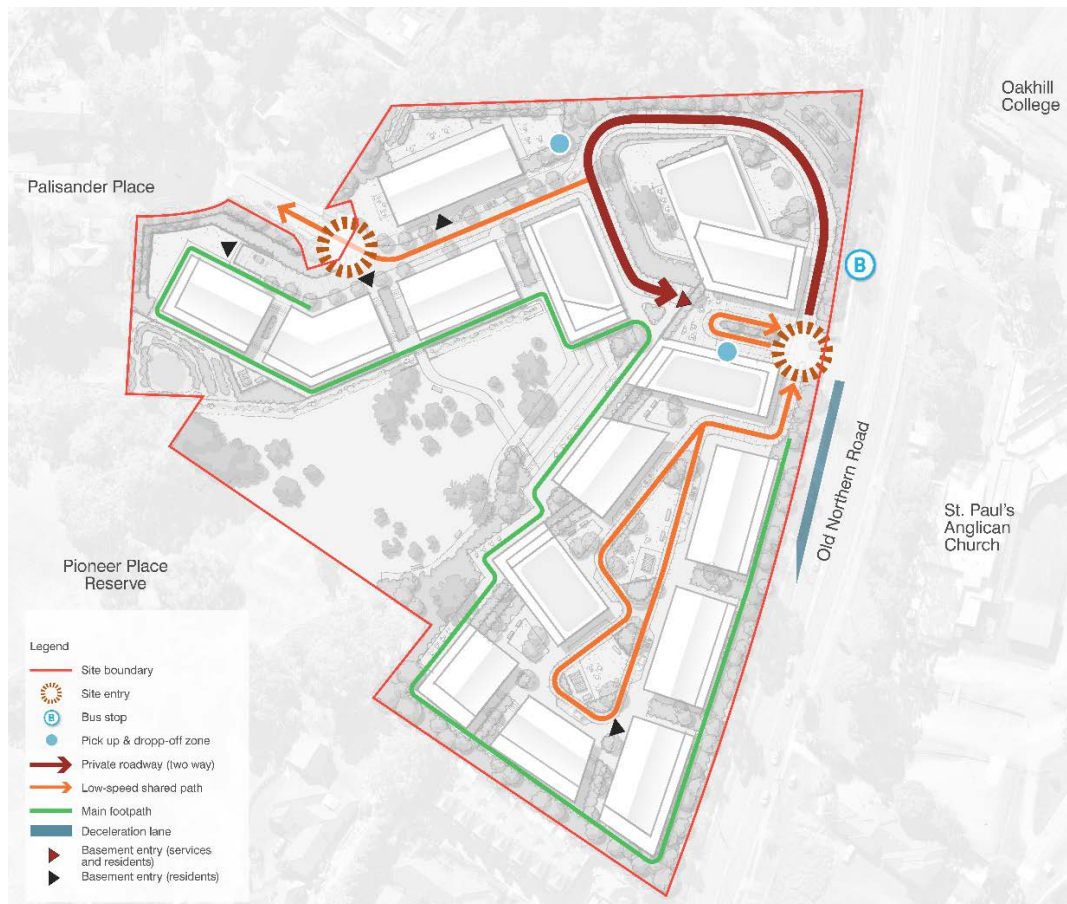 Oakhill
College
Palisander Place
B
Old Northern Road
St. Paul's
Anglican
Church
Pioneer Place
Reserve
Legend
Site boundary
Site entry
B
Bus stop
Pick up & dropp-off zone
Private roadway (two way)
Low-speed shared path
Main footpath
Deceleration lane
Basement entry (services
and residents)
Basement entry (residents)